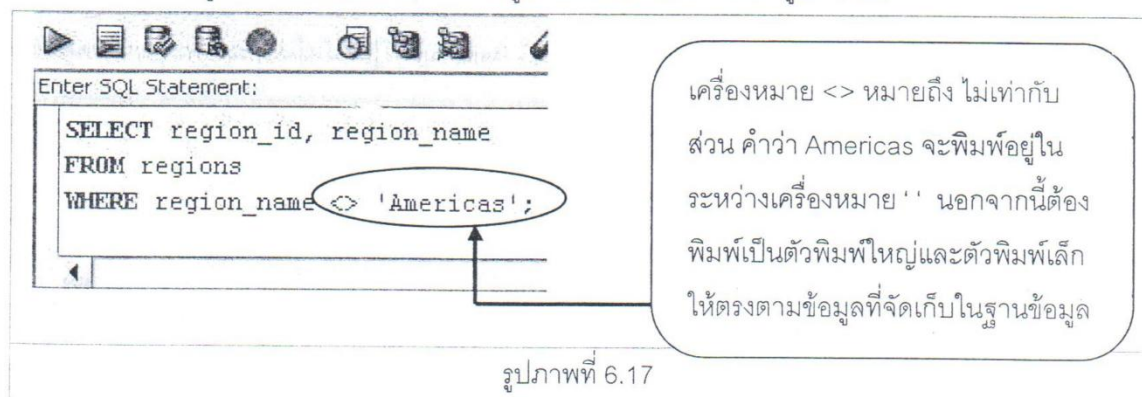 Enter SQL Statement:
SELECT region_id, region_name
FROM regions
WHERE region_name <> 'Americas';
เครื่องหมาย <> หมายถึง ไม่เท่ากับ
ส่วน คำว่า Americas จะพิมพ์อยู่ใน
ระหว่างเครื่องหมาย ' ' นอกจากนี้ต้อง
พิมพ์เป็นตัวพิมพ์ใหญ่และตัวพิมพ์เล็ก
ให้ตรงตามข้อมูลที่จัดเก็บในฐานข้อมูล
รูปภาพที่ 6.17